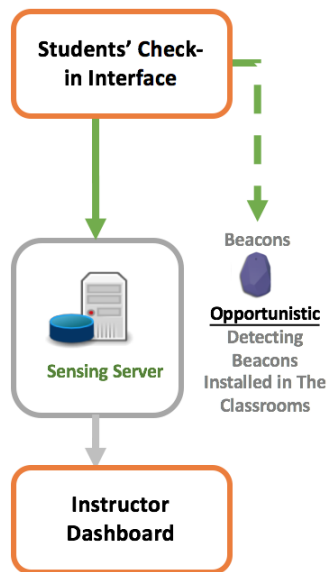 Students’ Check-
in Interface
Beacons
Opportunistic
Detecting
Beacons
Installed in The
Classrooms
Sensing Server
Instructor
Dashboard